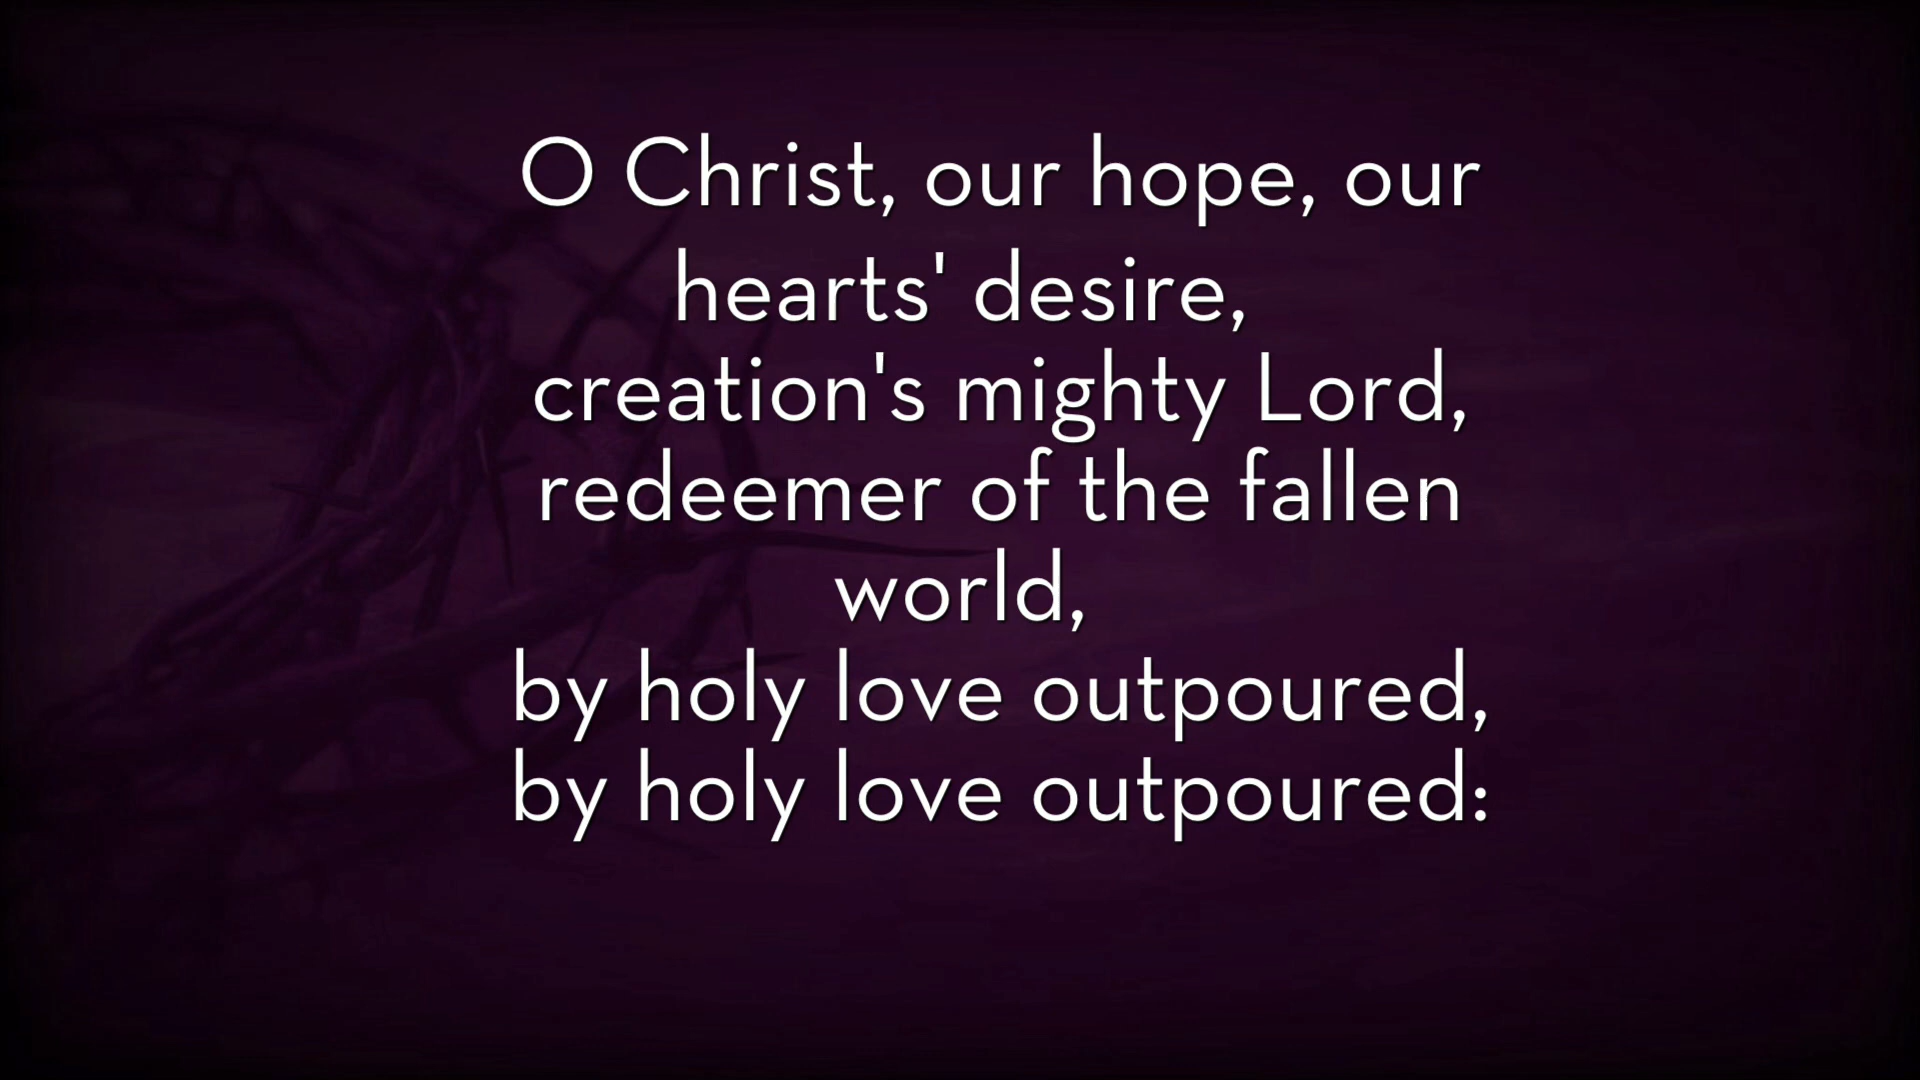 O Christ, our hope, our
hearts' desire,
creation's mighty Lord,
redeemer of the fallen
world,
by holy love outpoured,
by holy love outpoured: